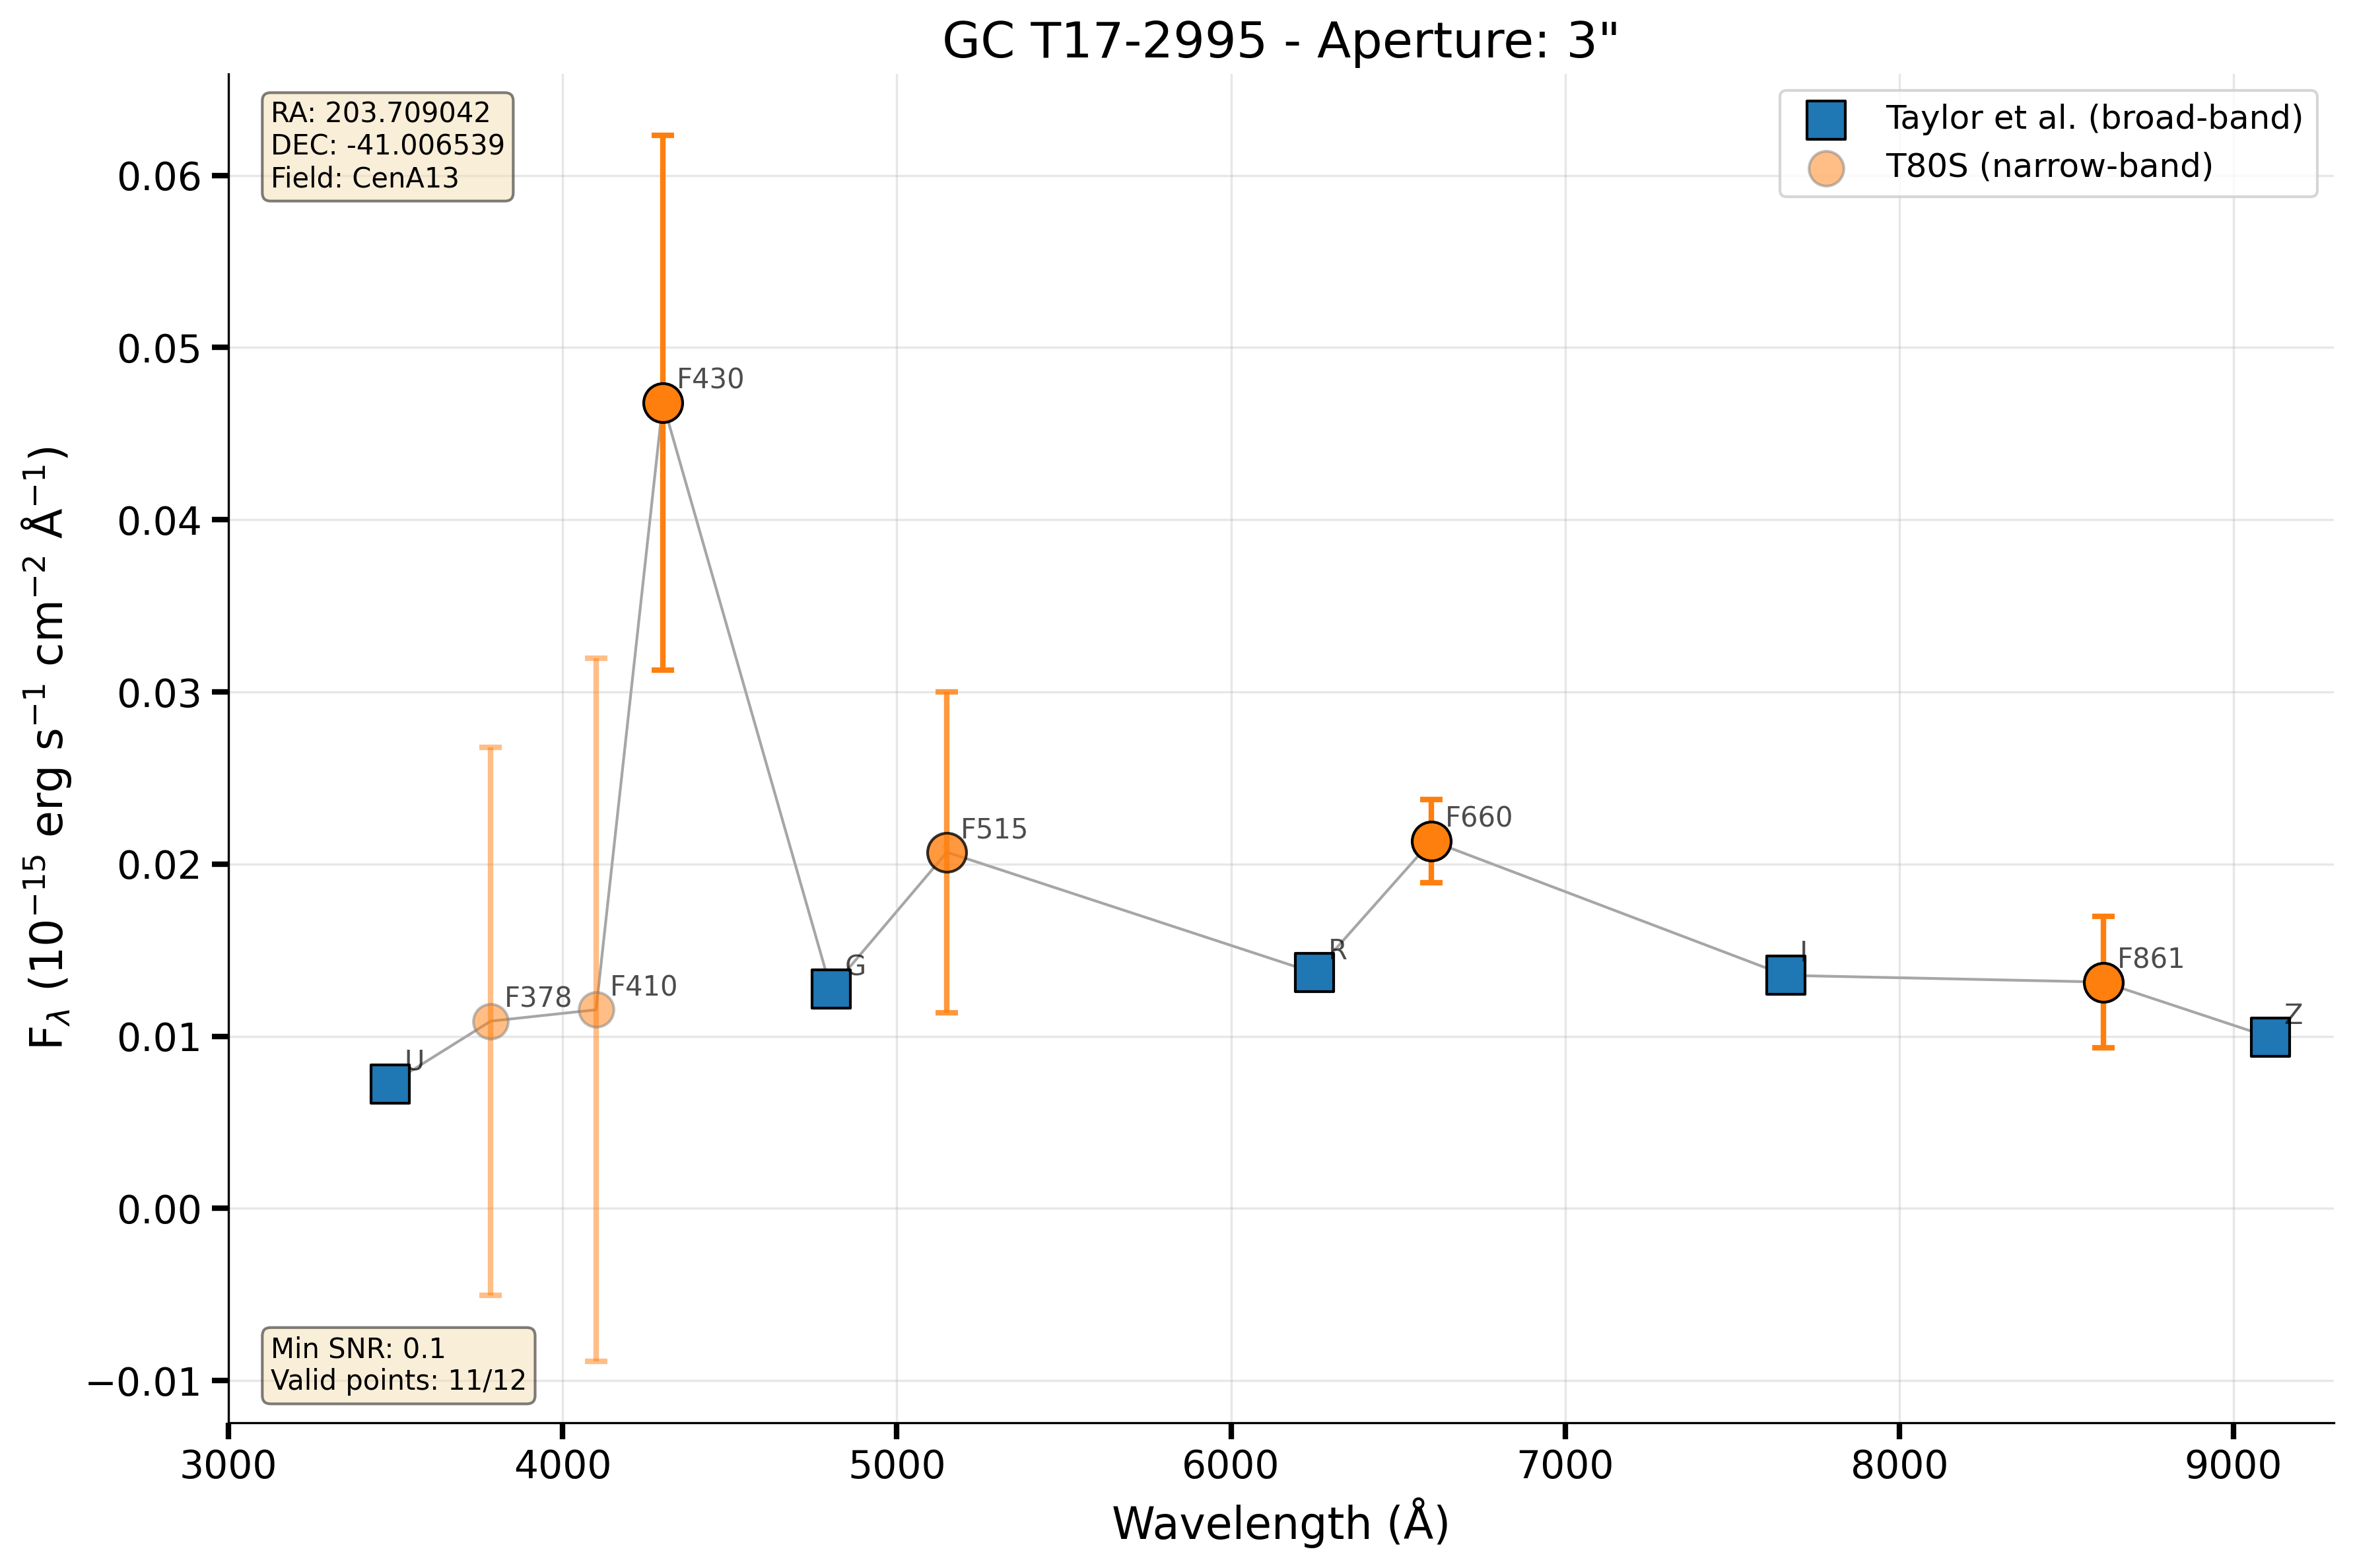 GC T17-2995 - Aperture: 3"
RA: 203.709042
DEC: -41.006539
Field: CenA13
Taylor et al. (broad-band)
T80S (narrow-band)
F_λ (10⁻¹⁵ erg s⁻¹ cm⁻² Å⁻¹)
0.06
0.05
0.04
0.03
0.02
0.01
0.00
−0.01
U
F378
F410
F430
G
F515
R
F660
I
F861
Z
Min SNR: 0.1
Valid points: 11/12
3000 4000 5000 6000 7000 8000 9000
Wavelength (Å)